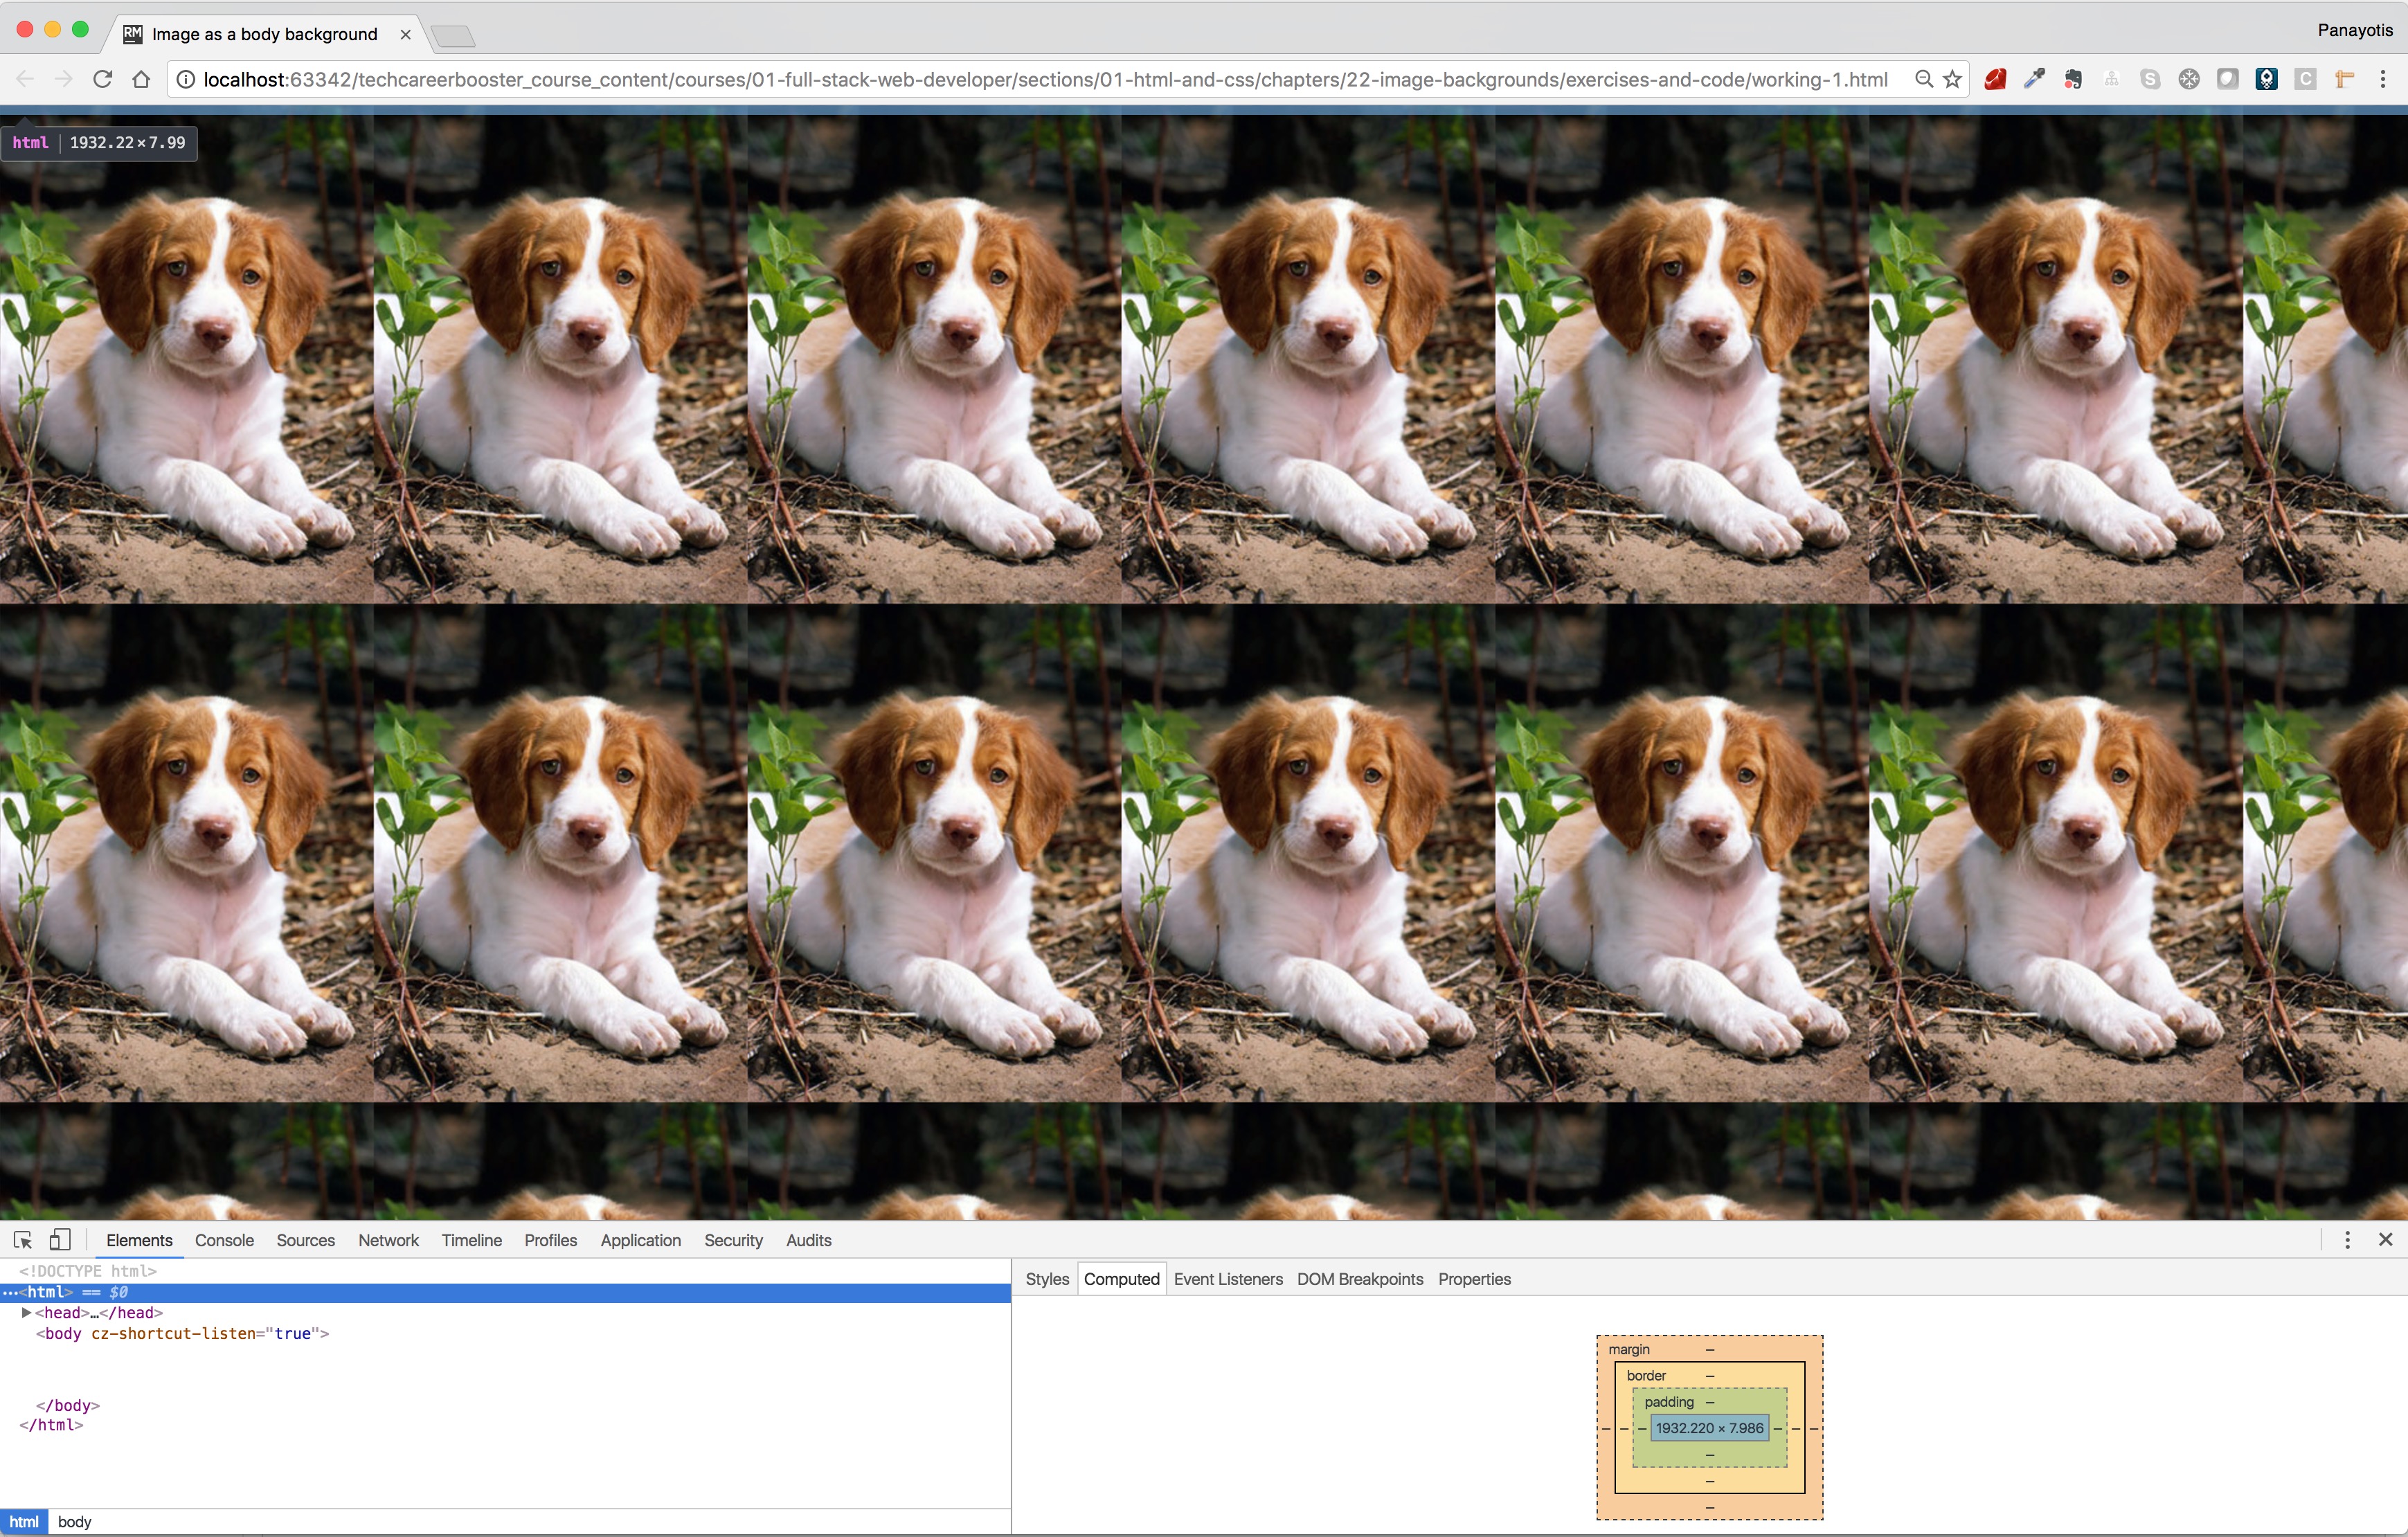 RM Image as a body background
Panayotis
localhost:63342/techcareerbooster_course_content/courses/01-full-stack-web-developer/sections/01-html-and-css/chapters/22-image-backgrounds/exercises-and-code/working-1.html
html | 1932.22×7.99
Elements Console Sources Network Timeline Profiles Application Security Audits
<!DOCTYPE html>
…<html> == $0
<head>…</head>
<body cz-shortcut-listen="true">
</body>
</html>
html body
Styles Computed Event Listeners DOM Breakpoints Properties
margin –
border –
padding –
– – – 1932.220 × 7.986 – – –
–
–
–